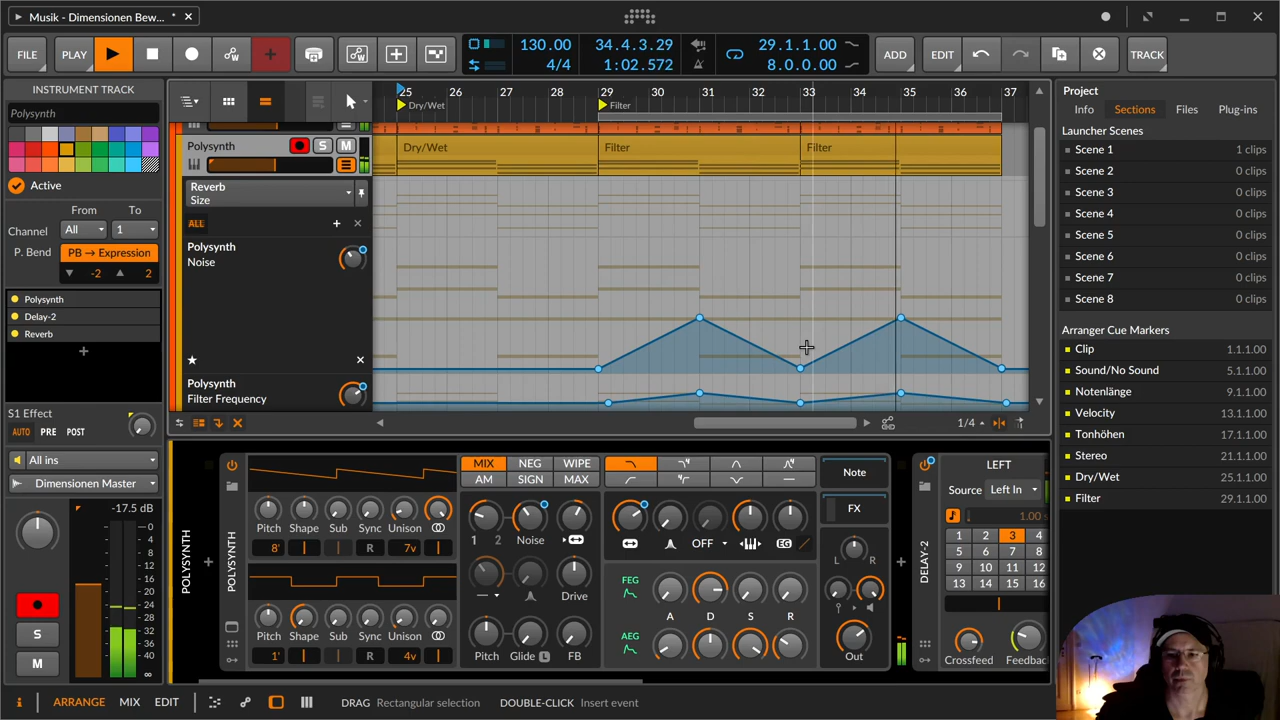 Musik - Dimensionen Bew... *
FILE
PLAY
130.00
4/4
34.4.3.29
1:02.572
29.1.1.00
8.0.0.00
ADD
EDIT
TRACK
INSTRUMENT TRACK
Polysynth
Active
From To
Channel All 1
P. Bend PB → Expression
-2 2
Polysynth
Delay-2
Reverb
S1 Effect
AUTO PRE POST
All ins
Dimensionen Master
-17.5 dB
0
4
8
12
16
20
24
28
32
36
40
∞
S
M
25 26 27 28 29 30 31 32 33 34 35 36 37
Dry/Wet Filter
Polysynth S M
Dry/Wet Filter Filter
Reverb
Size
ALL
Polysynth
Noise
Polysynth
Filter Frequency
1/4
POLYSYNTH
POLYSYNTH
Pitch Shape Sub Sync Unison
8' R 7v
Pitch Shape Sub Sync Unison
1' R 4v
MIX NEG WIPE
AM SIGN MAX
1 2 Noise
Drive
Pitch Glide L FB
OFF EG
FEG
A D S R
AEG
Note
FX
L R
Out
DELAY-2
LEFT
Source Left In
1.00
1 2 3 4
5 6 7 8
9 10 11 12
13 14 15 16
Crossfeed Feedback
Project
Info Sections Files Plug-ins
Launcher Scenes
Scene 1 1 clips
Scene 2 0 clips
Scene 3 0 clips
Scene 4 0 clips
Scene 5 0 clips
Scene 6 0 clips
Scene 7 0 clips
Scene 8 0 clips
Arranger Cue Markers
Clip 1.1.1.00
Sound/No Sound 5.1.1.00
Notenlänge 9.1.1.00
Velocity 13.1.1.00
Tonhöhen 17.1.1.00
Stereo 21.1.1.00
Dry/Wet 25.1.1.00
Filter 29.1.1.00
i ARRANGE MIX EDIT
DRAG Rectangular selection DOUBLE-CLICK Insert event